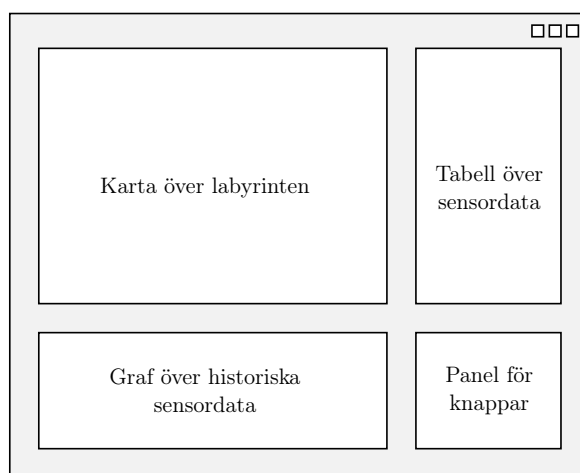 Karta över labyrinten
Tabell över
sensordata
Graf över historiska
sensordata
Panel för
knappar